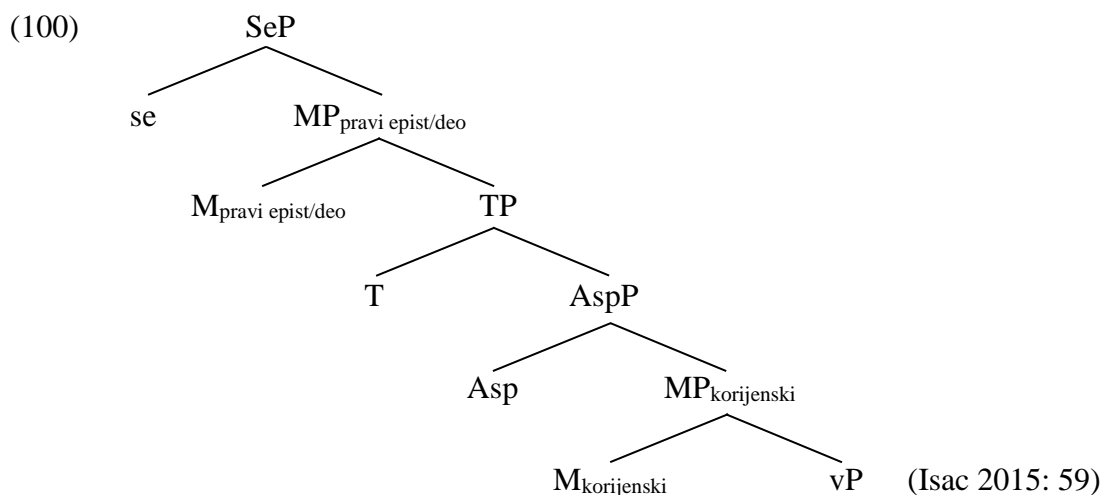 (100) SeP
se MPpravi epist/deo
Mpravi epist/deo TP
T AspP
Asp MPkorijenski
Mkorijenski vP (Isac 2015: 59)